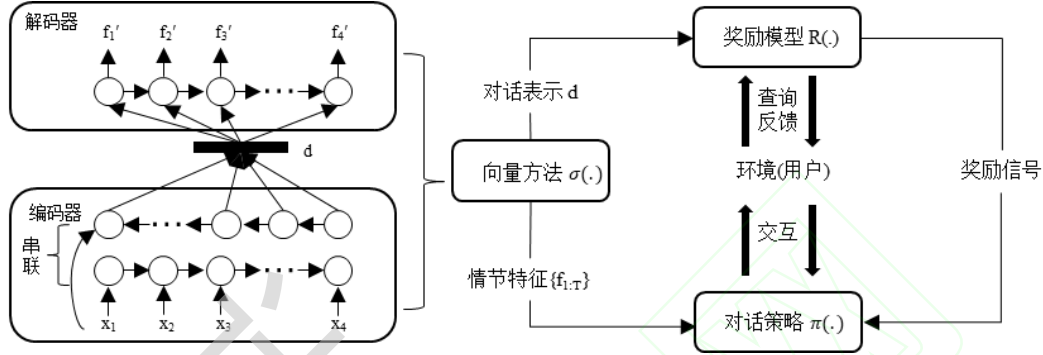 解码器
f₁′ f₂′ f₃′ f₄′
d
编码器
串
联
x₁ x₂ x₃ x₄
向量方法 σ(.)
对话表示 d
情节特征{f₁:T}
奖励模型 R(.)
查询
反馈
环境(用户)
交互
对话策略 π(.)
奖励信号